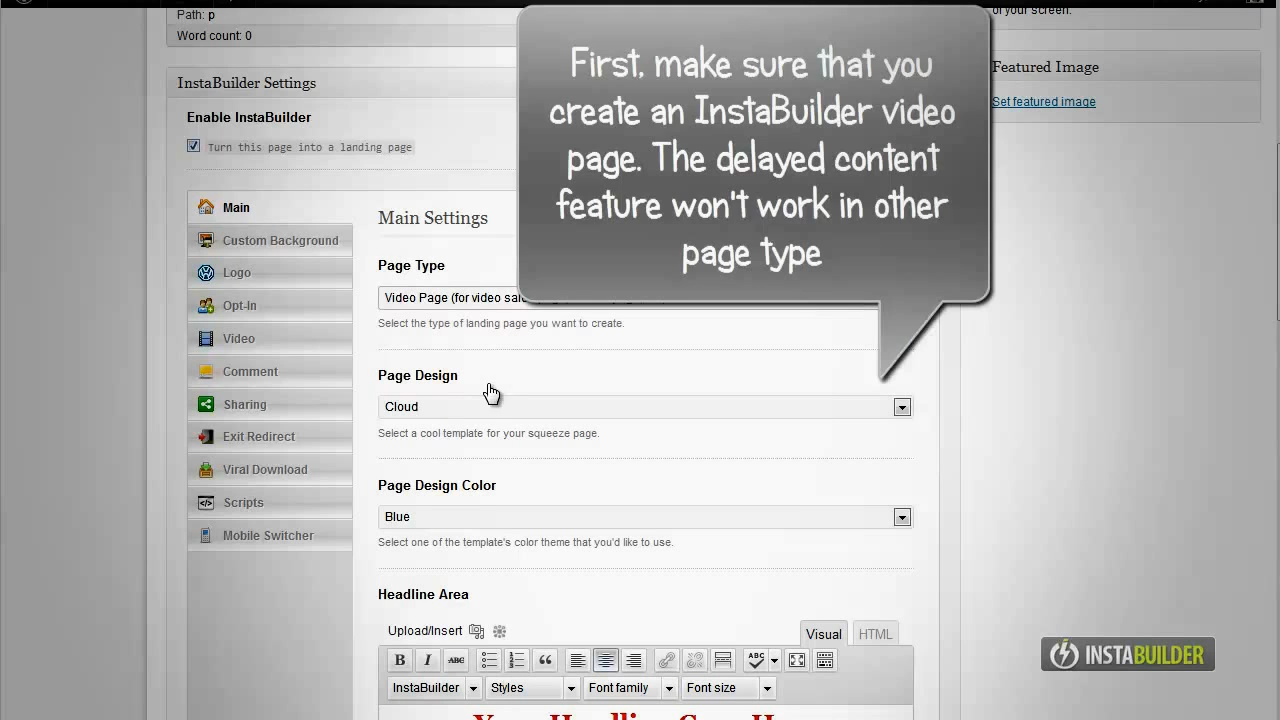 Path: p
Word count: 0
of your screen.
InstaBuilder Settings
Featured Image
Set featured image
Enable InstaBuilder
Turn this page into a landing page
First, make sure that you
create an InstaBuilder video
page. The delayed content
feature won't work in other
page type
Main
Custom Background
Logo
Opt-In
Video
Comment
Sharing
Exit Redirect
Viral Download
Scripts
Mobile Switcher
Main Settings
Page Type
Video Page (for video
Select the type of landing page you want to create.
Page Design
Cloud
Select a cool template for your squeeze page.
Page Design Color
Blue
Select one of the template's color theme that you'd like to use.
Headline Area
Upload/Insert
Visual HTML
B I ABC ABC
InstaBuilder Styles Font family Font size
INSTABUILDER